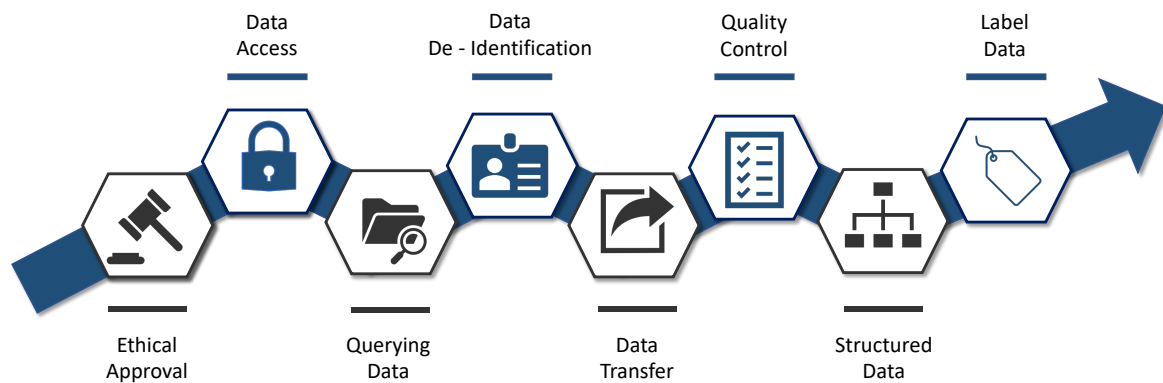 Data
Access
Data
De - Identification
Quality
Control
Label
Data
Ethical
Approval
Querying
Data
Data
Transfer
Structured
Data